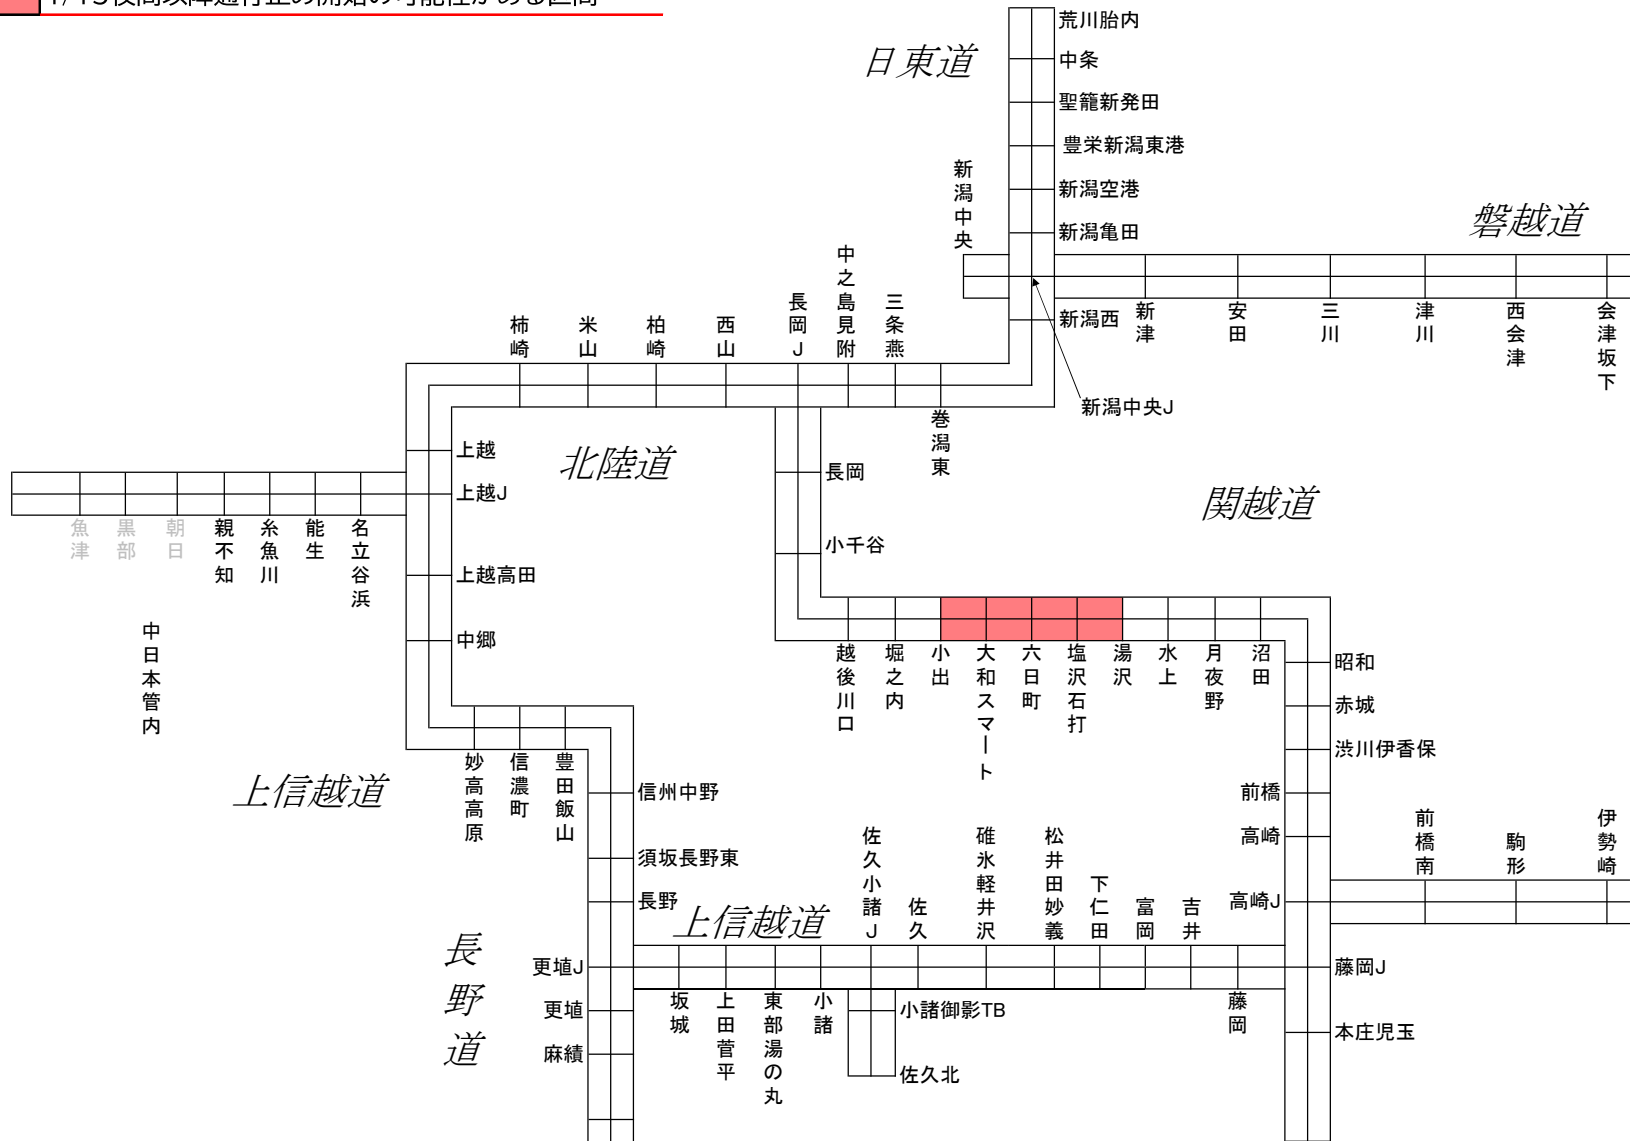 荒川胎内
日東道
中条
聖籠新発田
豊栄新潟東港
新潟中央
新潟空港
新潟亀田
磐越道
中之島見附
長岡J
三条燕
柿崎
米山
柏崎
西山
新潟西
新津
安田
三川
津川
西会津
会津坂下
新潟中央J
巻潟東
上越
北陸道
長岡
上越J
関越道
魚津
黒部
朝日
親不知
糸魚川
能生
名立谷浜
小千谷
上越高田
中郷
中日本管内
越後川口
堀之内
小出
大和スマート
六日町
塩沢石打
湯沢
水上
月夜野
沼田
昭和
赤城
渋川伊香保
妙高高原
信濃町
豊田飯山
上信越道
信州中野
前橋
高崎
前橋南
駒形
伊勢崎
須坂長野東
長野
佐久小諸J
佐久
碓氷軽井沢
松井田妙義
下仁田
富岡
吉井
高崎J
上信越道
長野道
更埴J
藤岡J
更埴
坂城
上田菅平
東部湯の丸
小諸
小諸御影TB
藤岡
本庄児玉
麻績
佐久北